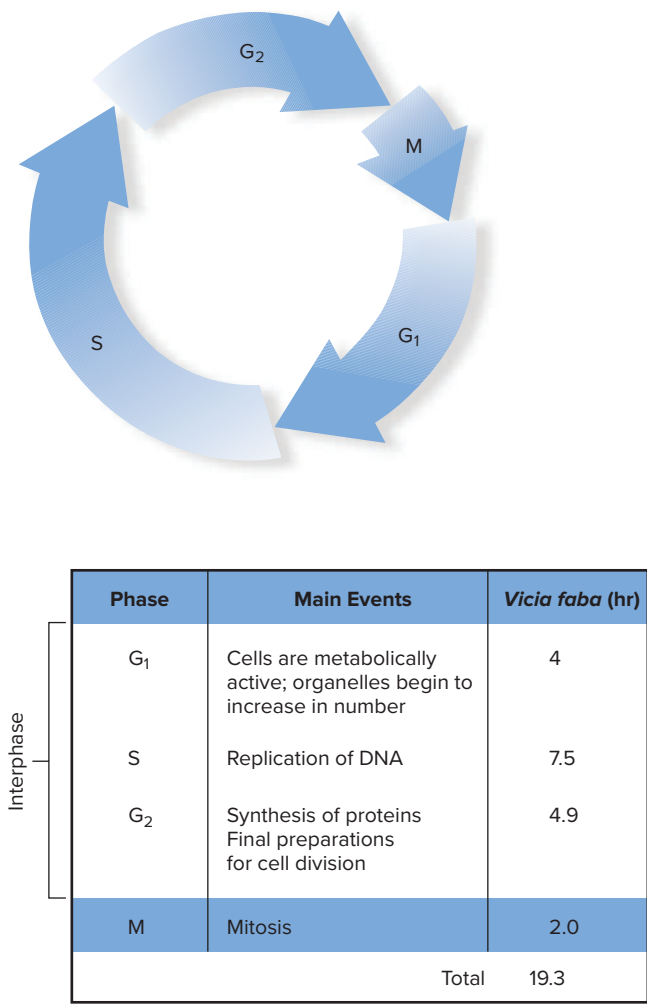 G₂
M
G₁
S
Phase Main Events Vicia faba (hr)
Interphase
G₁ Cells are metabolically 4
active; organelles begin to
increase in number
S Replication of DNA 7.5
G₂ Synthesis of proteins 4.9
Final preparations
for cell division
M Mitosis 2.0
Total 19.3